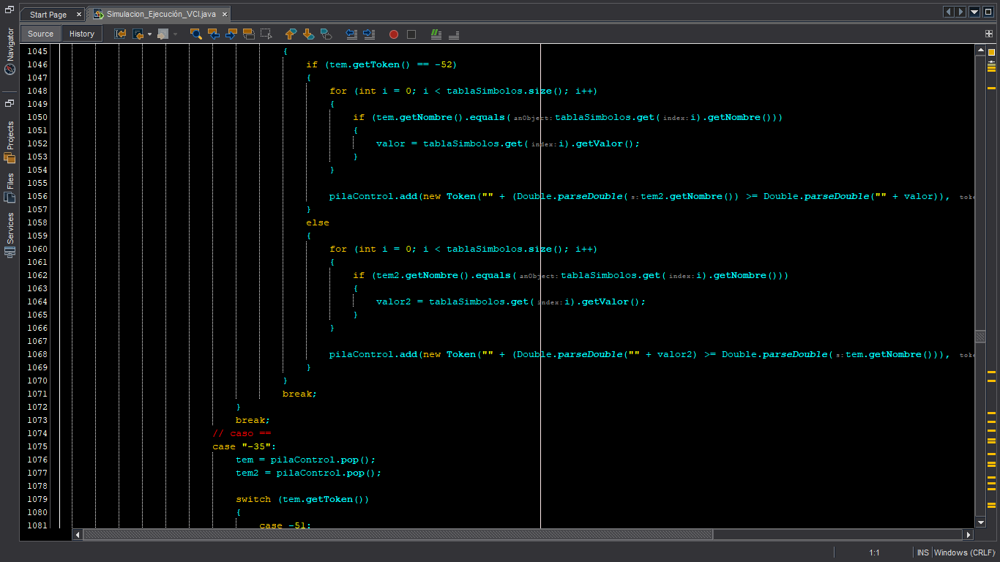 Start Page ×
Simulacion_Ejecución_VCI.java ×
Source History
Navigator
Projects
Files
Services
1045 {
1046 if (tem.getToken() == -52)
1047 {
1048 for (int i = 0; i < tablaSimbolos.size(); i++)
1049 {
1050 if (tem.getNombre().equals( anObject: tablaSimbolos.get( index: i).getNombre()))
1051 {
1052 valor = tablaSimbolos.get( index: i).getValor();
1053 }
1054 }
1055
1056 pilaControl.add(new Token("" + (Double.parseDouble( s: tem2.getNombre()) >= Double.parseDouble("" + valor)), toke
1057 }
1058 else
1059 {
1060 for (int i = 0; i < tablaSimbolos.size(); i++)
1061 {
1062 if (tem2.getNombre().equals( anObject: tablaSimbolos.get( index: i).getNombre()))
1063 {
1064 valor2 = tablaSimbolos.get( index: i).getValor();
1065 }
1066 }
1067
1068 pilaControl.add(new Token("" + (Double.parseDouble("" + valor2) >= Double.parseDouble( s: tem.getNombre())), toke
1069 }
1070 }
1071 break;
1072 }
1073 break;
1074 // caso ==
1075 case "-35":
1076 tem = pilaControl.pop();
1077 tem2 = pilaControl.pop();
1078
1079 switch (tem.getToken())
1080 {
1081 case -51:
1:1 INS Windows (CRLF)